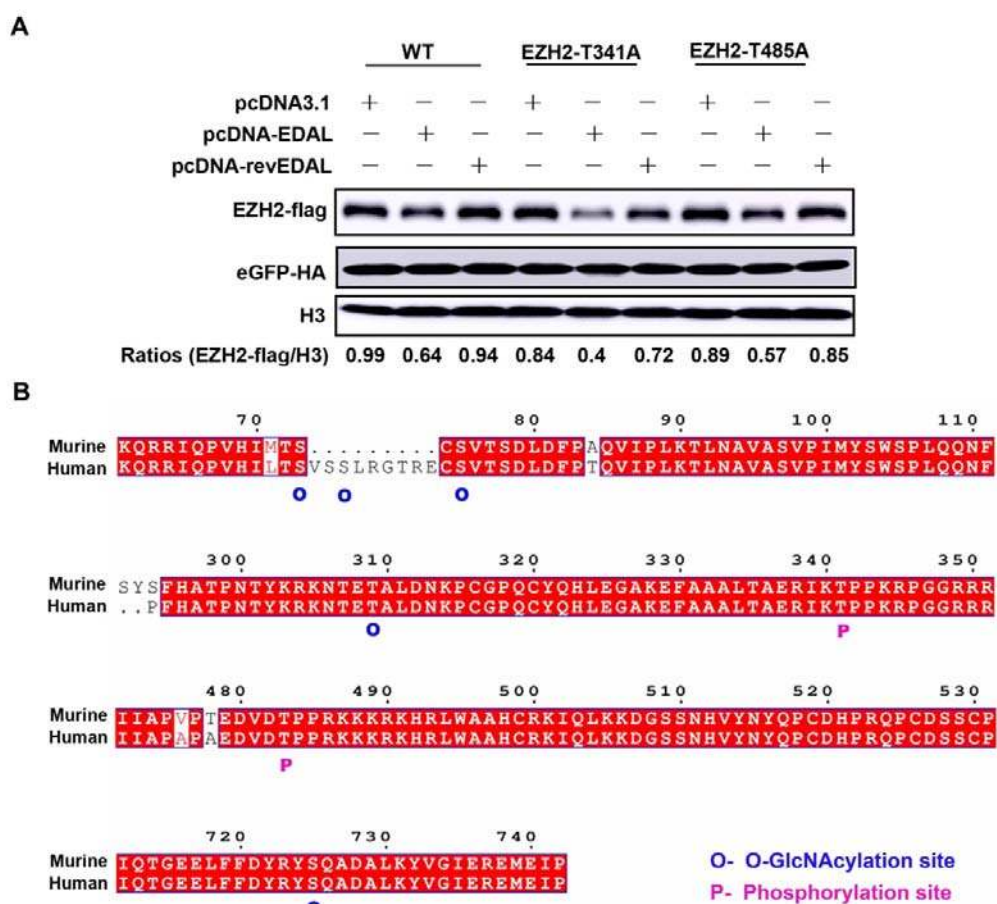 A
WT EZH2-T341A EZH2-T485A
pcDNA3.1 + − − + − − + − −
pcDNA-EDAL − + − − + − − + −
pcDNA-revEDAL − − + − − + − − +
EZH2-flag
eGFP-HA
H3
Ratios (EZH2-flag/H3) 0.99 0.64 0.94 0.84 0.4 0.72 0.89 0.57 0.85
B
70 80 90 100 110
Murine KQRRIQPVHIMTS.........CSVTSDLDFPAQVIPLKTLNAVASVPIMYSWSPLQQNF
Human KQRRIQPVHILTSVSSLRGTRECSVTSDLDFPTQVIPLKTLNAVASVPIMYSWSPLQQNF
O O O
300 310 320 330 340 350
Murine SYSFHATPNTYKRKNTETALDNKPCGPQCYQHLEGAKEFAAALTAERIKTPPKRPGGRRR
Human ..PFHATPNTYKRKNTETALDNKPCGPQCYQHLEGAKEFAAALTAERIKTPPKRPGGRRR
O P
480 490 500 510 520 530
Murine IIAPVPTEDVDTPPRKKKRKHRLWAAHCRKIQLKKDGSSNHVYNYQPCDHPRQPCDSSCP
Human IIAPAPAEDVDTPPRKKKRKHRLWAAHCRKIQLKKDGSSNHVYNYQPCDHPRQPCDSSCP
P
720 730 740
Murine IQTGEELFFDYRYSQADALKYVGIEREMEIP
Human IQTGEELFFDYRYSQADALKYVGIEREMEIP
O- O-GlcNAcylation site
P- Phosphorylation site